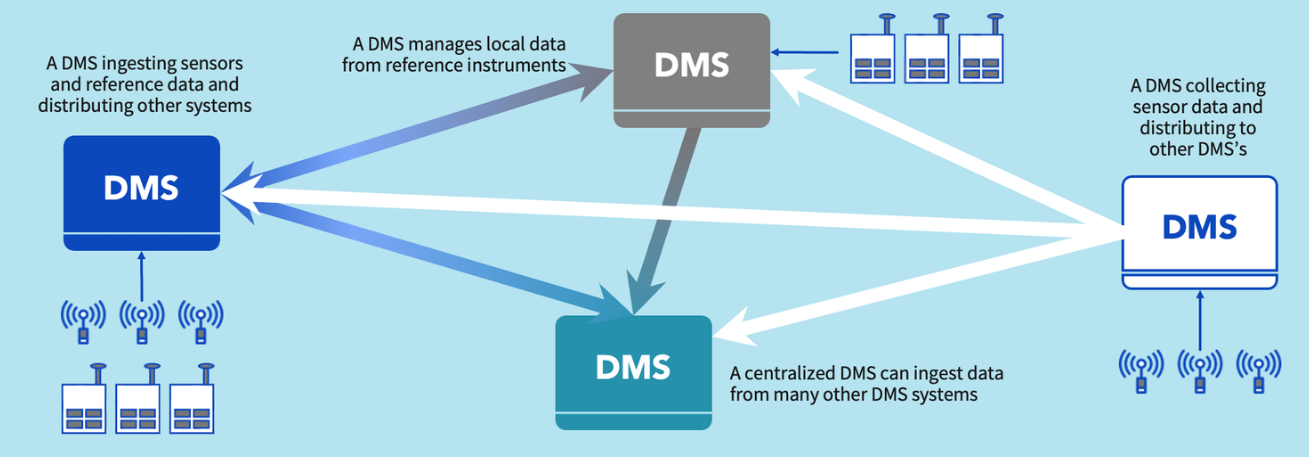 A DMS ingesting sensors
and reference data and
distributing other systems
DMS
A DMS manages local data
from reference instruments
DMS
A DMS collecting
sensor data and
distributing to
other DMS's
DMS
DMS
A centralized DMS can ingest data
from many other DMS systems